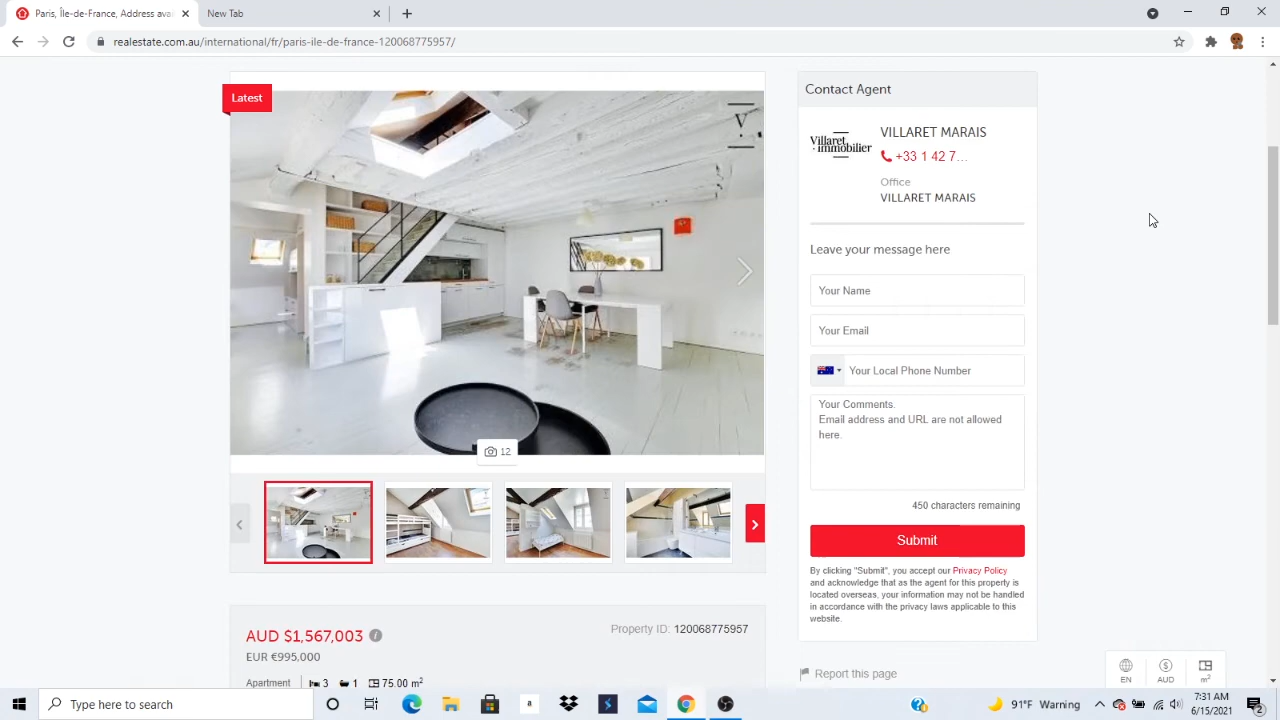 Paris, Île-de-France, Address ava
New Tab
realestate.com.au/international/fr/paris-ile-de-france-120068775957/
Latest
V
12
AUD $1,567,003
EUR €995,000
Property ID: 120068775957
Apartment 3 1 75.00 m²
Contact Agent
Villaret
immobilier
VILLARET MARAIS
+33 1 42 7...
Office
VILLARET MARAIS
Leave your message here
Your Name
Your Email
Your Local Phone Number
Your Comments.
Email address and URL are not allowed
here.
450 characters remaining
Submit
By clicking "Submit", you accept our Privacy Policy
and acknowledge that as the agent for this property is
located overseas, your information may not be handled
in accordance with the privacy laws applicable to this
website.
Report this page
EN
AUD
m²
Type here to search
a
91°F Warning
7:31 AM
6/15/2021
2